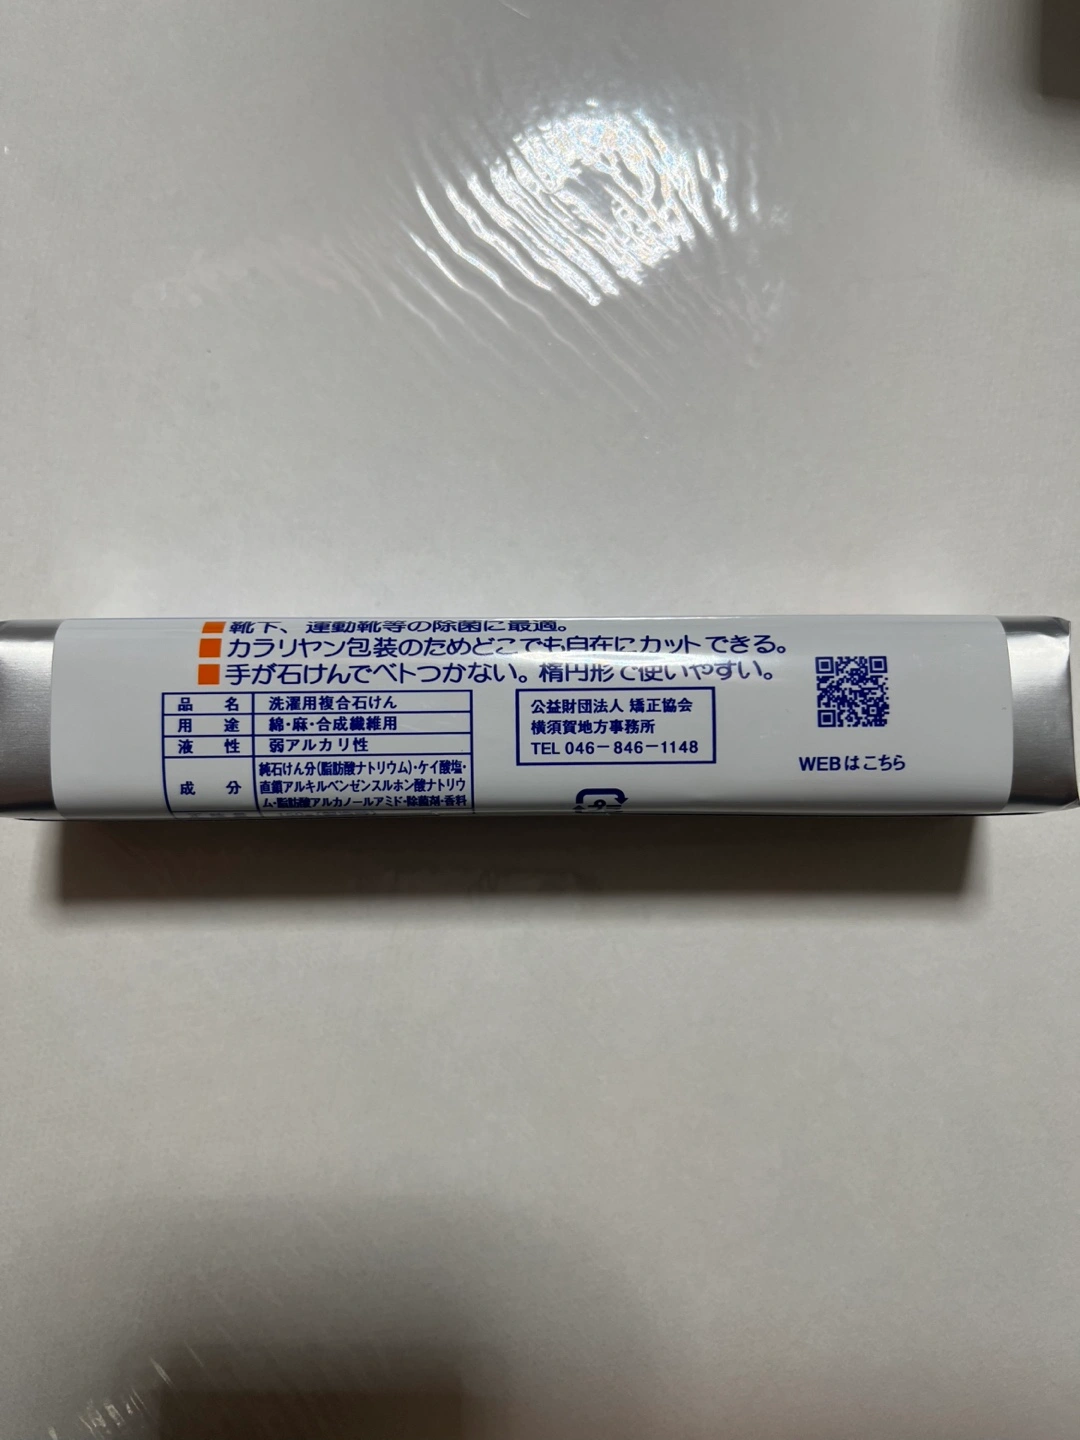 靴下、運動靴等の除菌に最適。
カラリヤン包装のためどこでも自在にカットできる。
手が石けんでベトつかない。楕円形で使いやすい。
品名 洗濯用複合石けん
用途 綿・麻・合成繊維用
液性 弱アルカリ性
成分 純石けん分(脂肪酸ナトリウム)・ケイ酸塩・
直鎖アルキルベンゼンスルホン酸ナトリウ
ム・脂肪酸アルカノールアミド・除菌剤・香料
公益財団法人 矯正協会
横須賀地方事務所
TEL 046-846-1148
WEBはこちら